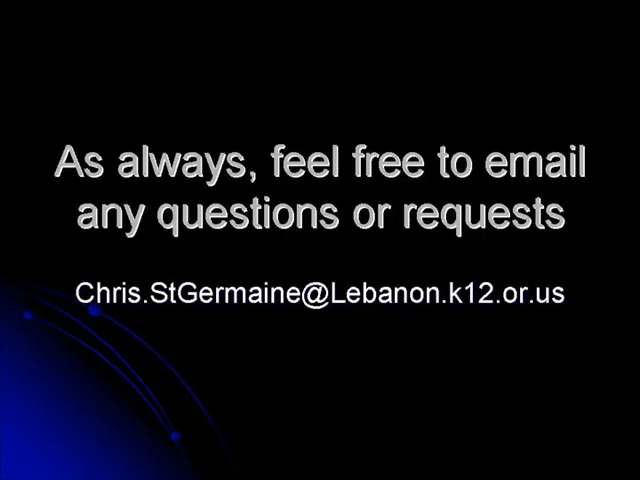 As always, feel free to email
any questions or requests
Chris.StGermaine@Lebanon.k12.or.us